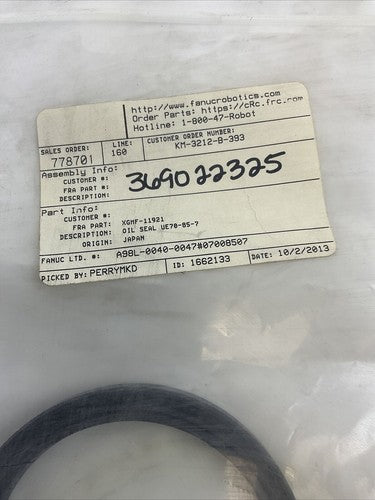 http://www.fanucrobotics.com
Order Parts: https://cRc.frc.com
Hotline: 1-800-47-Robot
SALES ORDER: 778701
LINE: 160
CUSTOMER ORDER NUMBER: KM-3212-B-393
Assembly Info:
CUSTOMER #:
FRA PART #:
DESCRIPTION:
369022325
Part Info:
CUSTOMER #:
FRA PART: XGMF-11921
DESCRIPTION: OIL SEAL UE70-85-7
ORIGIN: JAPAN
FANUC LTD. #: A98L-0040-0047#07008507
PICKED BY: PERRYMKD
ID: 1662133
DATE: 10/2/2013